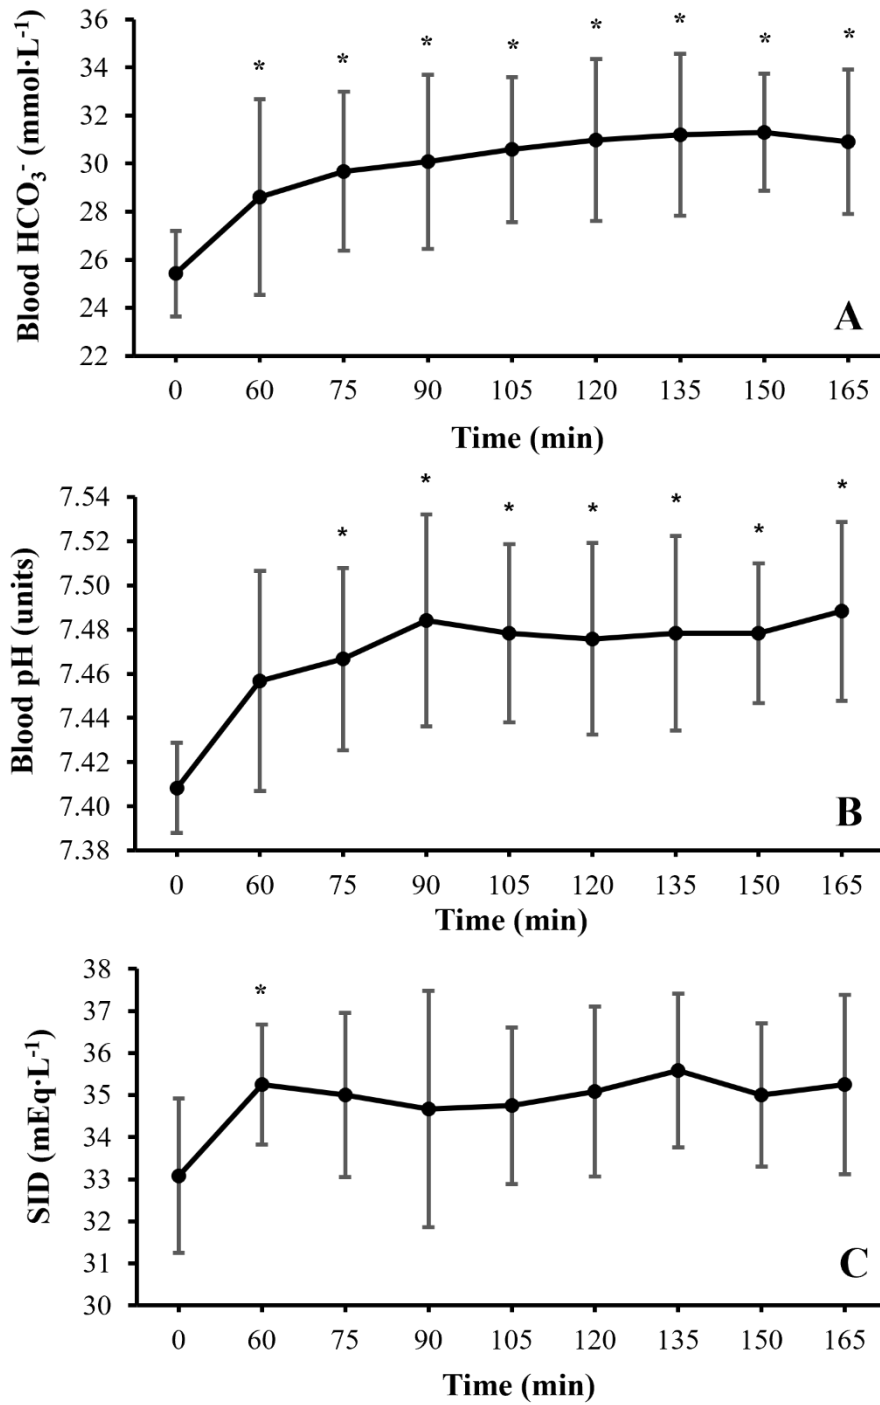 Blood HCO₃⁻ (mmol·L⁻¹)
36
34
32
30
28
26
24
22
* * * * * * * *
A
0 60 75 90 105 120 135 150 165
Time (min)
Blood pH (units)
7.54
7.52
7.50
7.48
7.46
7.44
7.42
7.40
7.38
* * * * * * *
B
0 60 75 90 105 120 135 150 165
Time (min)
SID (mEq·L⁻¹)
38
37
36
35
34
33
32
31
30
*
C
0 60 75 90 105 120 135 150 165
Time (min)